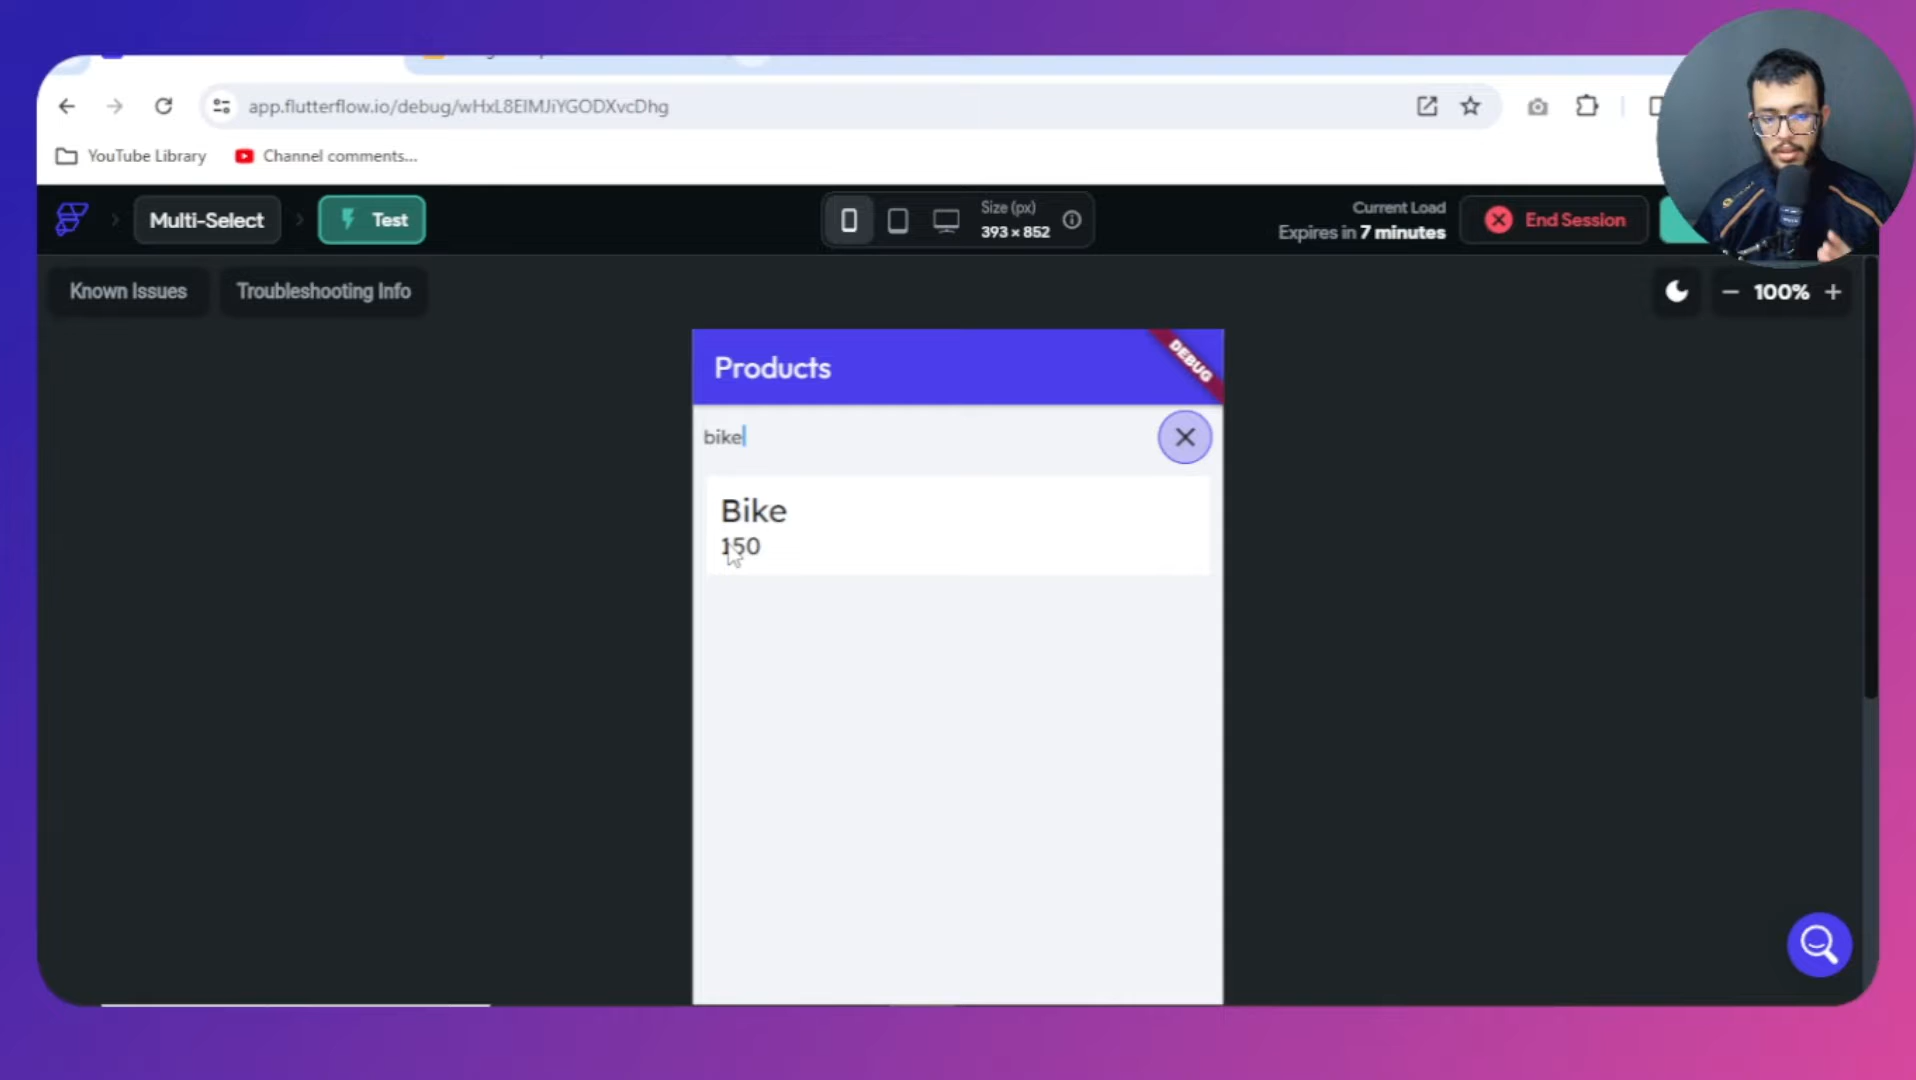 app.flutterflow.io/debug/wHxL8EIMJiYGODXvcDhg
YouTube Library
Channel comments...
Multi-Select
Test
Size (px)
393 × 852
Current Load
Expires in 7 minutes
End Session
Known Issues
Troubleshooting Info
100%
Products
DEBUG
bike
Bike
150